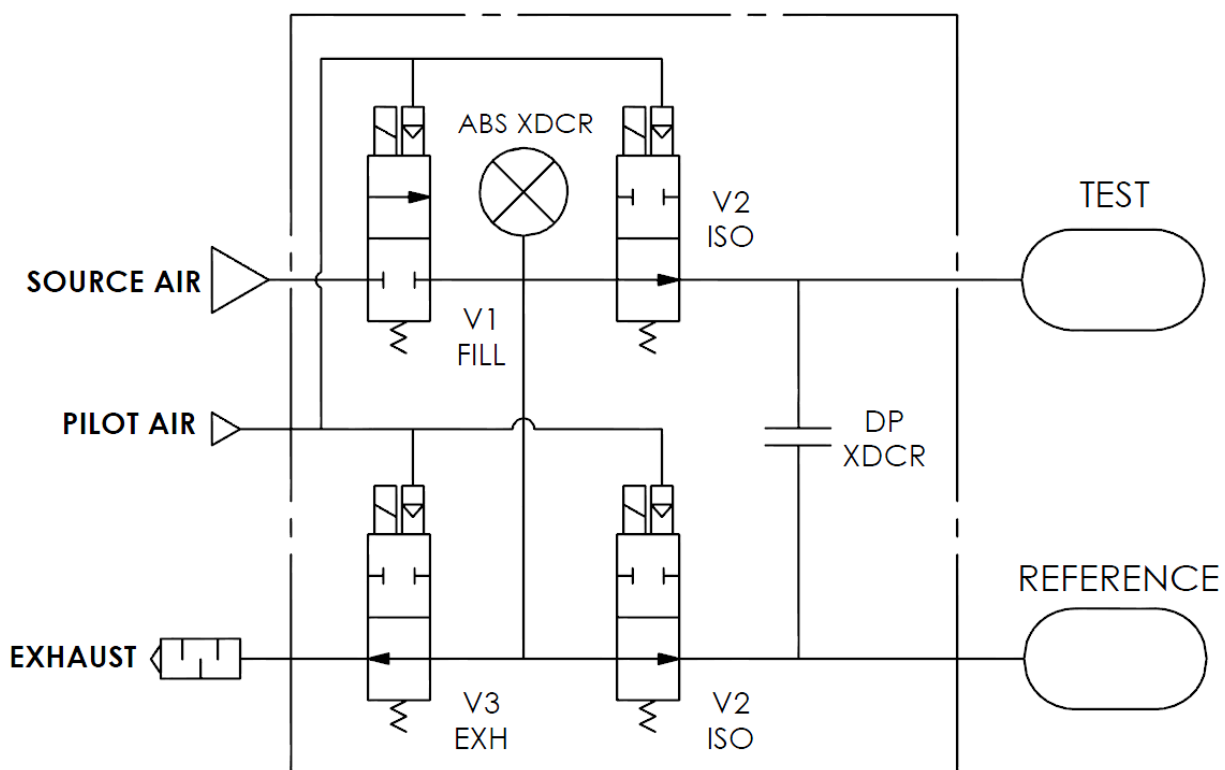 ABS XDCR
V2
ISO
TEST
SOURCE AIR
V1
FILL
PILOT AIR
DP
XDCR
REFERENCE
EXHAUST
V3
EXH
V2
ISO